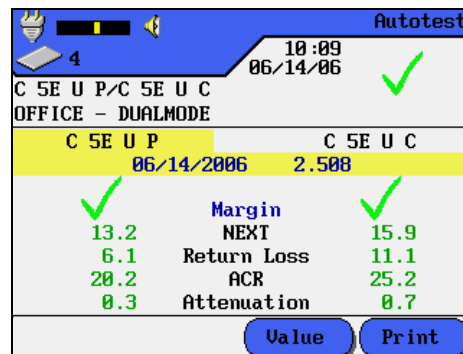 Autotest
4
10:09
06/14/06
C 5E U P/C 5E U C
OFFICE - DUALMODE
C 5E U P C 5E U C
06/14/2006 2.508
Margin
13.2 NEXT 15.9
6.1 Return Loss 11.1
20.2 ACR 25.2
0.3 Attenuation 0.7
Value Print